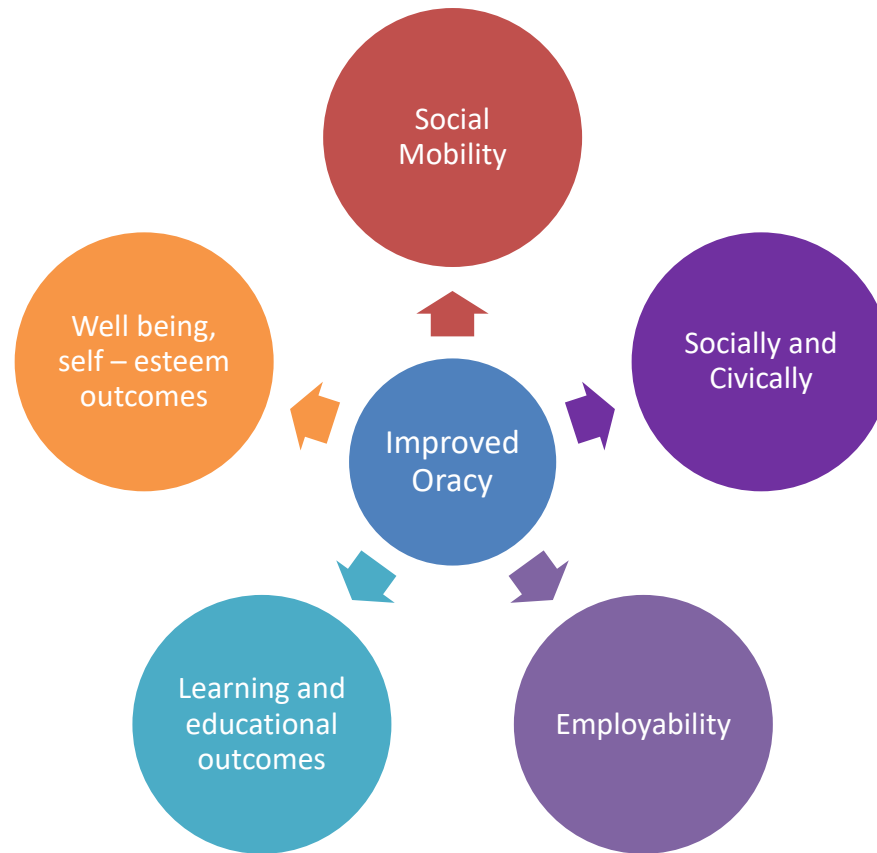 Social
Mobility
Socially and
Civically
Employability
Learning and
educational
outcomes
Well being,
self – esteem
outcomes
Improved
Oracy